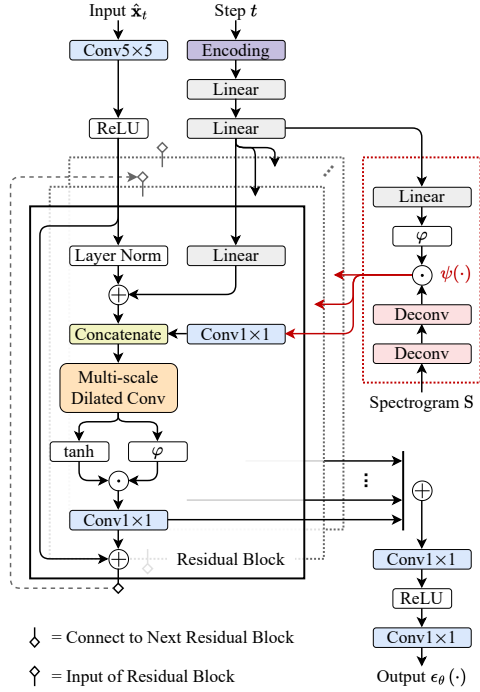 Input x̂_t
Step t
Conv5×5
Encoding
Linear
ReLU
Linear
Linear
φ
ψ(·)
Layer Norm
Linear
Deconv
Concatenate
Conv1×1
Deconv
Multi-scale
Dilated Conv
Spectrogram S
tanh
φ
Conv1×1
Residual Block
Conv1×1
ReLU
Conv1×1
= Connect to Next Residual Block
= Input of Residual Block
Output ϵ_θ(·)